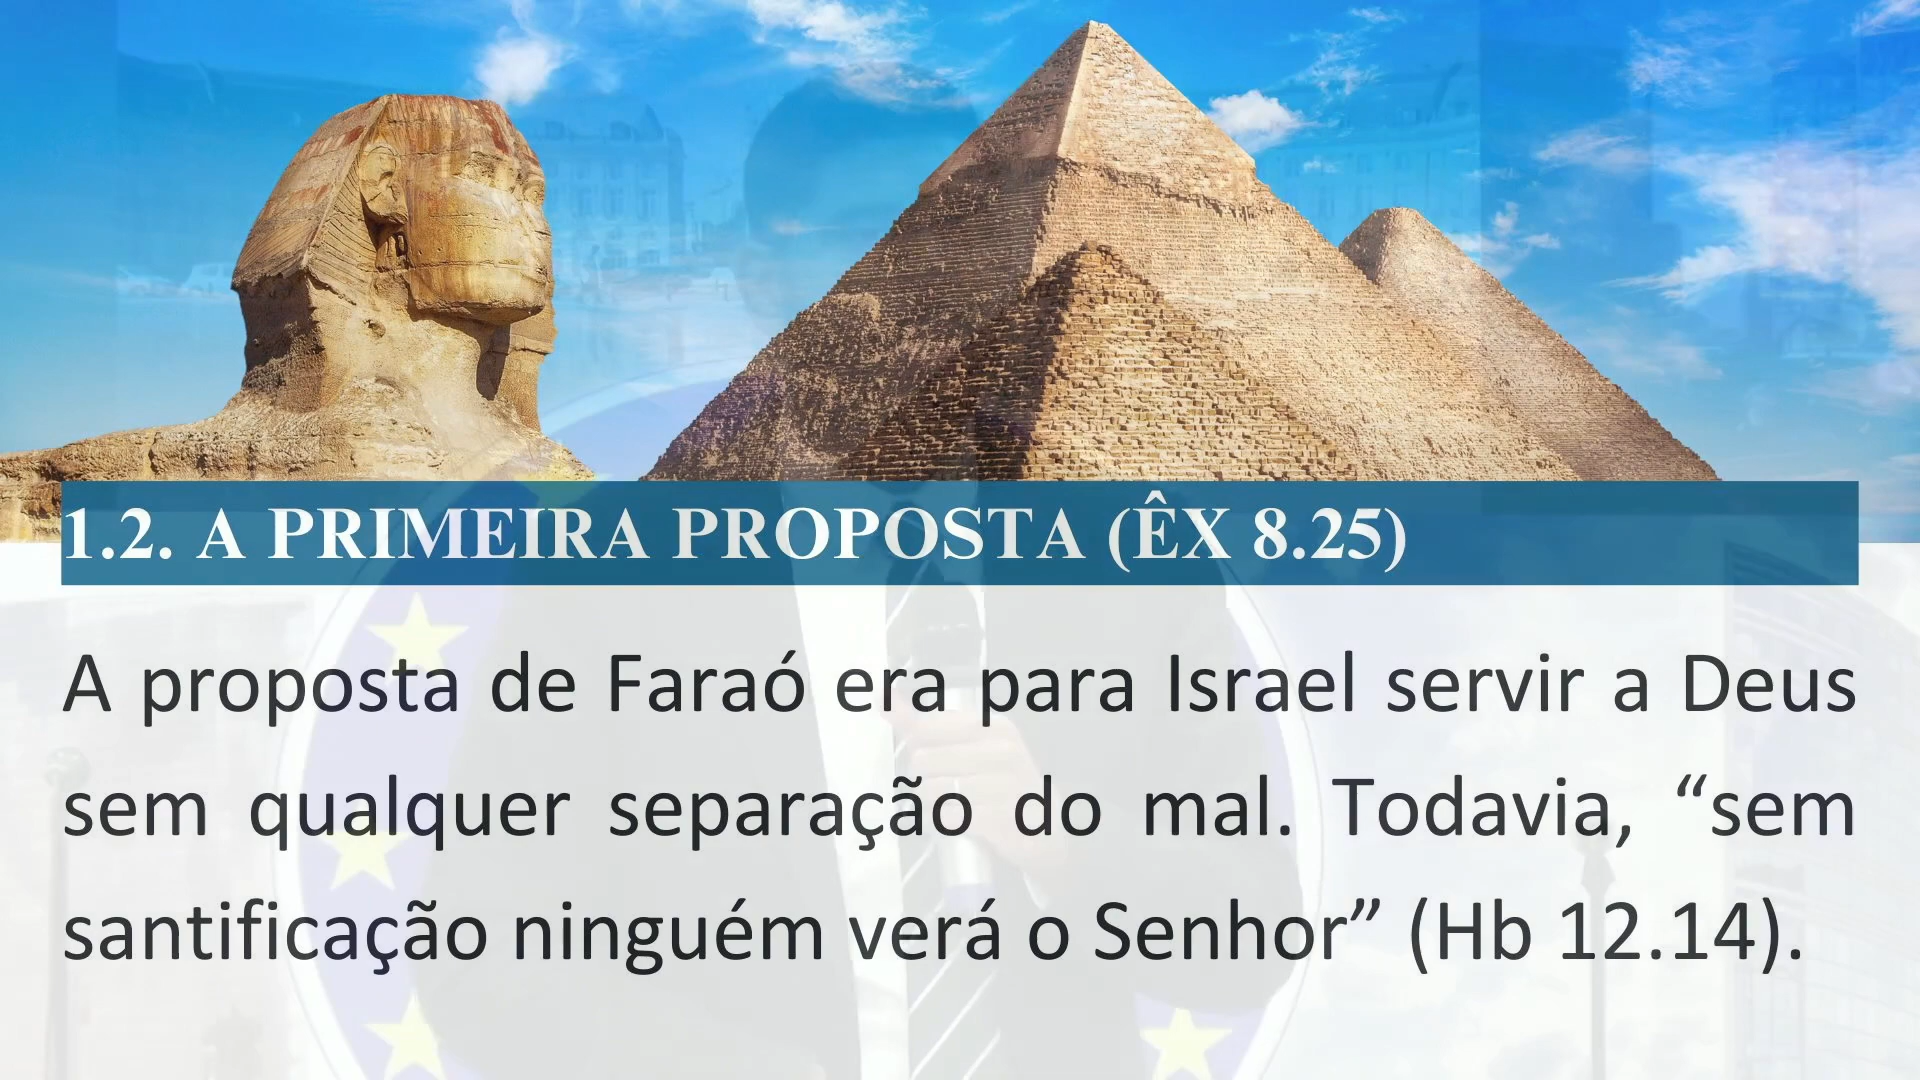 1.2. A PRIMEIRA PROPOSTA (ÊX 8.25)
A proposta de Faraó era para Israel servir a Deus
sem qualquer separação do mal. Todavia, “sem
santificação ninguém verá o Senhor” (Hb 12.14).